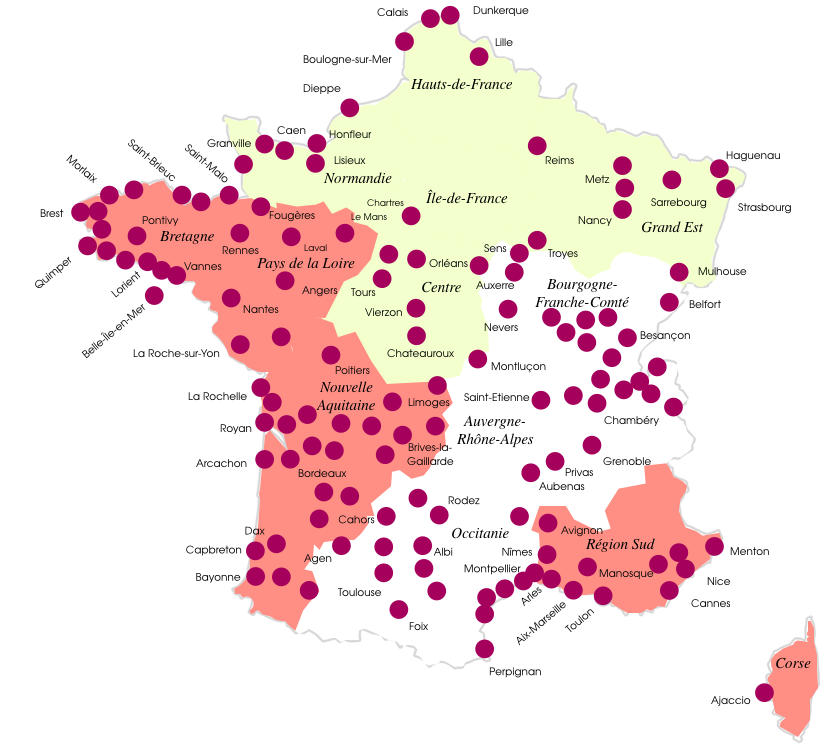 Calais
Dunkerque
Lille
Boulogne-sur-Mer
Hauts-de-France
Dieppe
Caen
Honfleur
Granville
Lisieux
Normandie
Reims
Haguenau
Metz
Sarrebourg
Strasbourg
Nancy
Grand Est
Île-de-France
Chartres
Le Mans
Morlaix
Saint-Brieuc
Saint-Malo
Brest
Pontivy
Bretagne
Fougères
Rennes
Laval
Pays de la Loire
Quimper
Lorient
Vannes
Belle-Île-en-Mer
Angers
Nantes
Tours
Orléans
Centre
Sens
Troyes
Auxerre
Bourgogne-
Franche-Comté
Mulhouse
Belfort
Vierzon
Nevers
Besançon
La Roche-sur-Yon
Chateauroux
Montluçon
Poitiers
Nouvelle
Aquitaine
La Rochelle
Limoges
Saint-Etienne
Chambéry
Royan
Auvergne-
Rhône-Alpes
Brives-la-
Gaillarde
Arcachon
Bordeaux
Grenoble
Privas
Aubenas
Rodez
Cahors
Occitanie
Avignon
Région Sud
Dax
Capbreton
Agen
Albi
Nîmes
Menton
Bayonne
Toulouse
Montpellier
Manosque
Nice
Arles
Aix-Marseille
Toulon
Cannes
Foix
Perpignan
Corse
Ajaccio